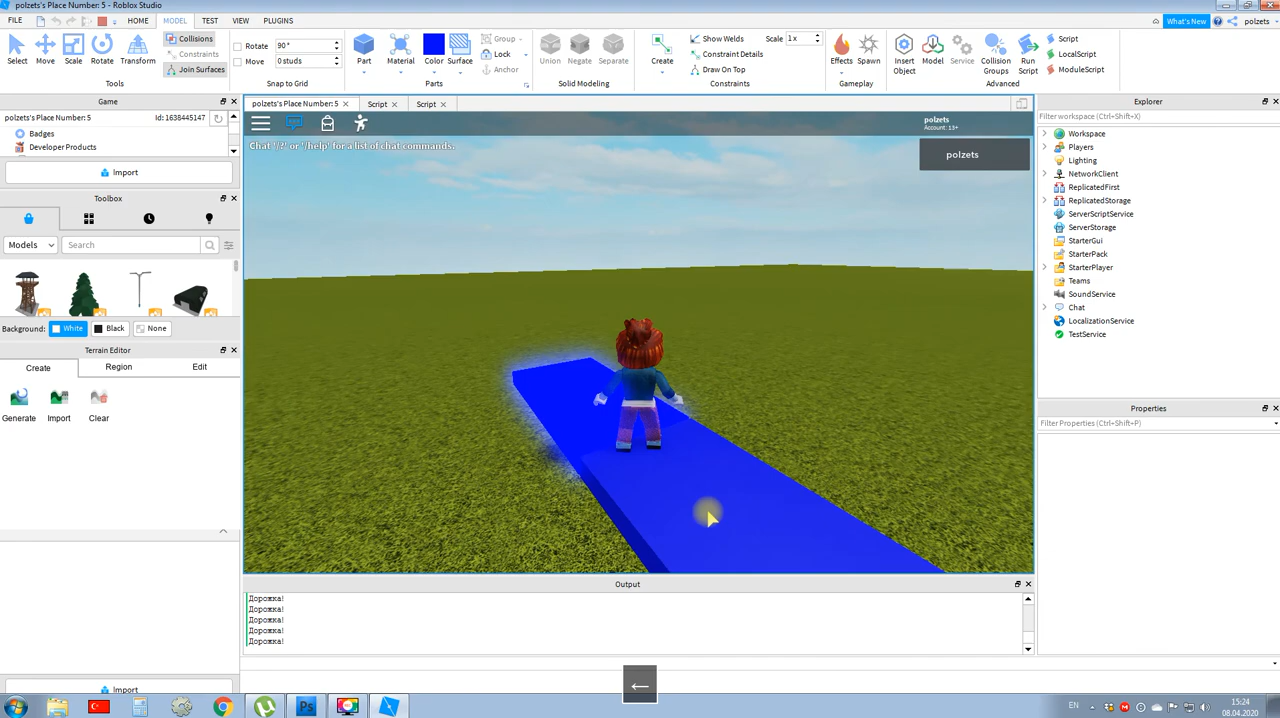 polzets's Place Number: 5 - Roblox Studio
FILE HOME MODEL TEST VIEW PLUGINS What's New polzets
Select Move Scale Rotate Transform
Collisions
Constraints
Join Surfaces
Tools
Rotate 90°
Move 0 studs
Snap to Grid
Part Material Color Surface
Group
Lock
Anchor
Parts
Union Negate Separate
Solid Modeling
Create
Show Welds
Constraint Details
Draw On Top
Scale 1 x
Constraints
Effects Spawn
Gameplay
Insert Object Model Service Collision Groups Run Script
Script
LocalScript
ModuleScript
Advanced
Game
polzets's Place Number: 5 Id: 1638445147
Badges
Developer Products
Import
Toolbox
Models Search
Background: White Black None
Terrain Editor
Create Region Edit
Generate Import Clear
Import
polzets's Place Number: 5 Script Script
Chat '/?' or '/help' for a list of chat commands.
polzets
Account: 13+
polzets
Output
Дорожка!
Дорожка!
Дорожка!
Дорожка!
Дорожка!
Explorer
Filter workspace (Ctrl+Shift+X)
Workspace
Players
Lighting
NetworkClient
ReplicatedFirst
ReplicatedStorage
ServerScriptService
ServerStorage
StarterGui
StarterPack
StarterPlayer
Teams
SoundService
Chat
LocalizationService
TestService
Properties
Filter Properties (Ctrl+Shift+P)
←
Ps
EN
15:24
08.04.2020